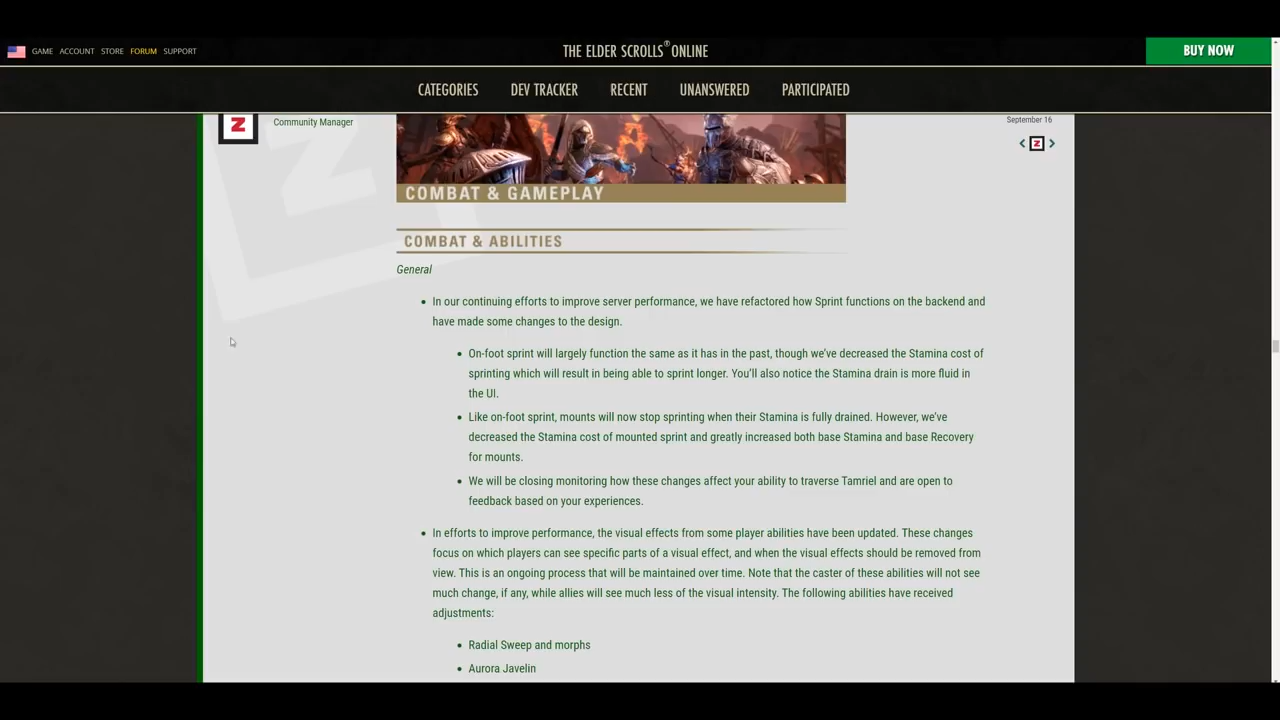 GAME ACCOUNT STORE FORUM SUPPORT
THE ELDER SCROLLS® ONLINE
BUY NOW
CATEGORIES DEV TRACKER RECENT UNANSWERED PARTICIPATED
Z
Community Manager
September 16
< Z >
COMBAT & GAMEPLAY
COMBAT & ABILITIES
General
In our continuing efforts to improve server performance, we have refactored how Sprint functions on the backend and
have made some changes to the design.
On-foot sprint will largely function the same as it has in the past, though we've decreased the Stamina cost of
sprinting which will result in being able to sprint longer. You'll also notice the Stamina drain is more fluid in
the UI.
Like on-foot sprint, mounts will now stop sprinting when their Stamina is fully drained. However, we've
decreased the Stamina cost of mounted sprint and greatly increased both base Stamina and base Recovery
for mounts.
We will be closing monitoring how these changes affect your ability to traverse Tamriel and are open to
feedback based on your experiences.
In efforts to improve performance, the visual effects from some player abilities have been updated. These changes
focus on which players can see specific parts of a visual effect, and when the visual effects should be removed from
view. This is an ongoing process that will be maintained over time. Note that the caster of these abilities will not see
much change, if any, while allies will see much less of the visual intensity. The following abilities have received
adjustments:
Radial Sweep and morphs
Aurora Javelin